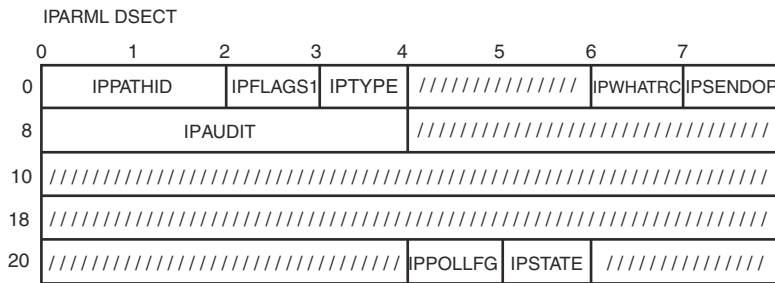 IPARML DSECT
0 1 2 3 4 5 6 7
0 IPPATHID IPFLAGS1 IPTYPE /////////////// IPWHATRC IPSENDOP
8 IPAUDIT /////////////////////////////////
10 ////////////////////////////////////////////////////////////////////
18 ////////////////////////////////////////////////////////////////////
20 ///////////////////////////////// IPPOLLFG IPSTATE ///////////////